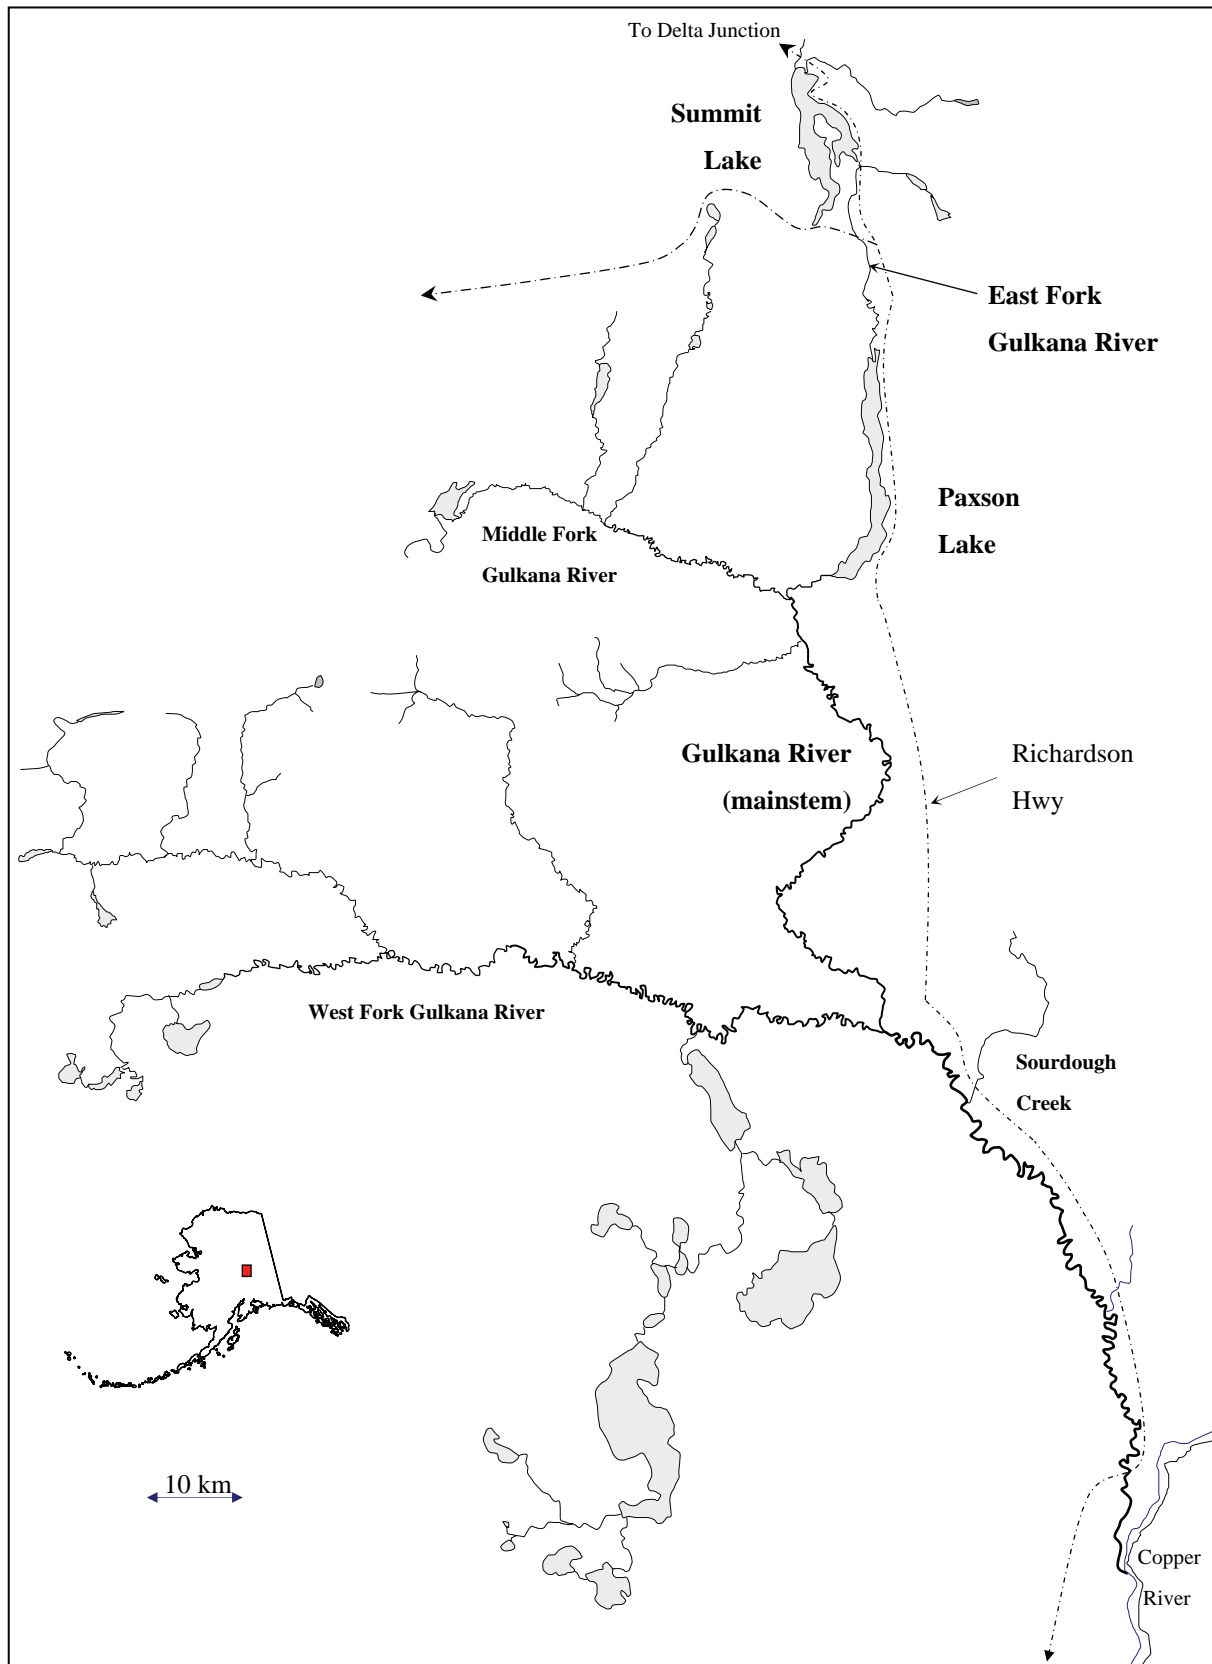 To Delta Junction
Summit
Lake
East Fork
Gulkana River
Paxson
Lake
Middle Fork
Gulkana River
Gulkana River
(mainstem)
Richardson
Hwy
West Fork Gulkana River
Sourdough
Creek
10 km
Copper
River